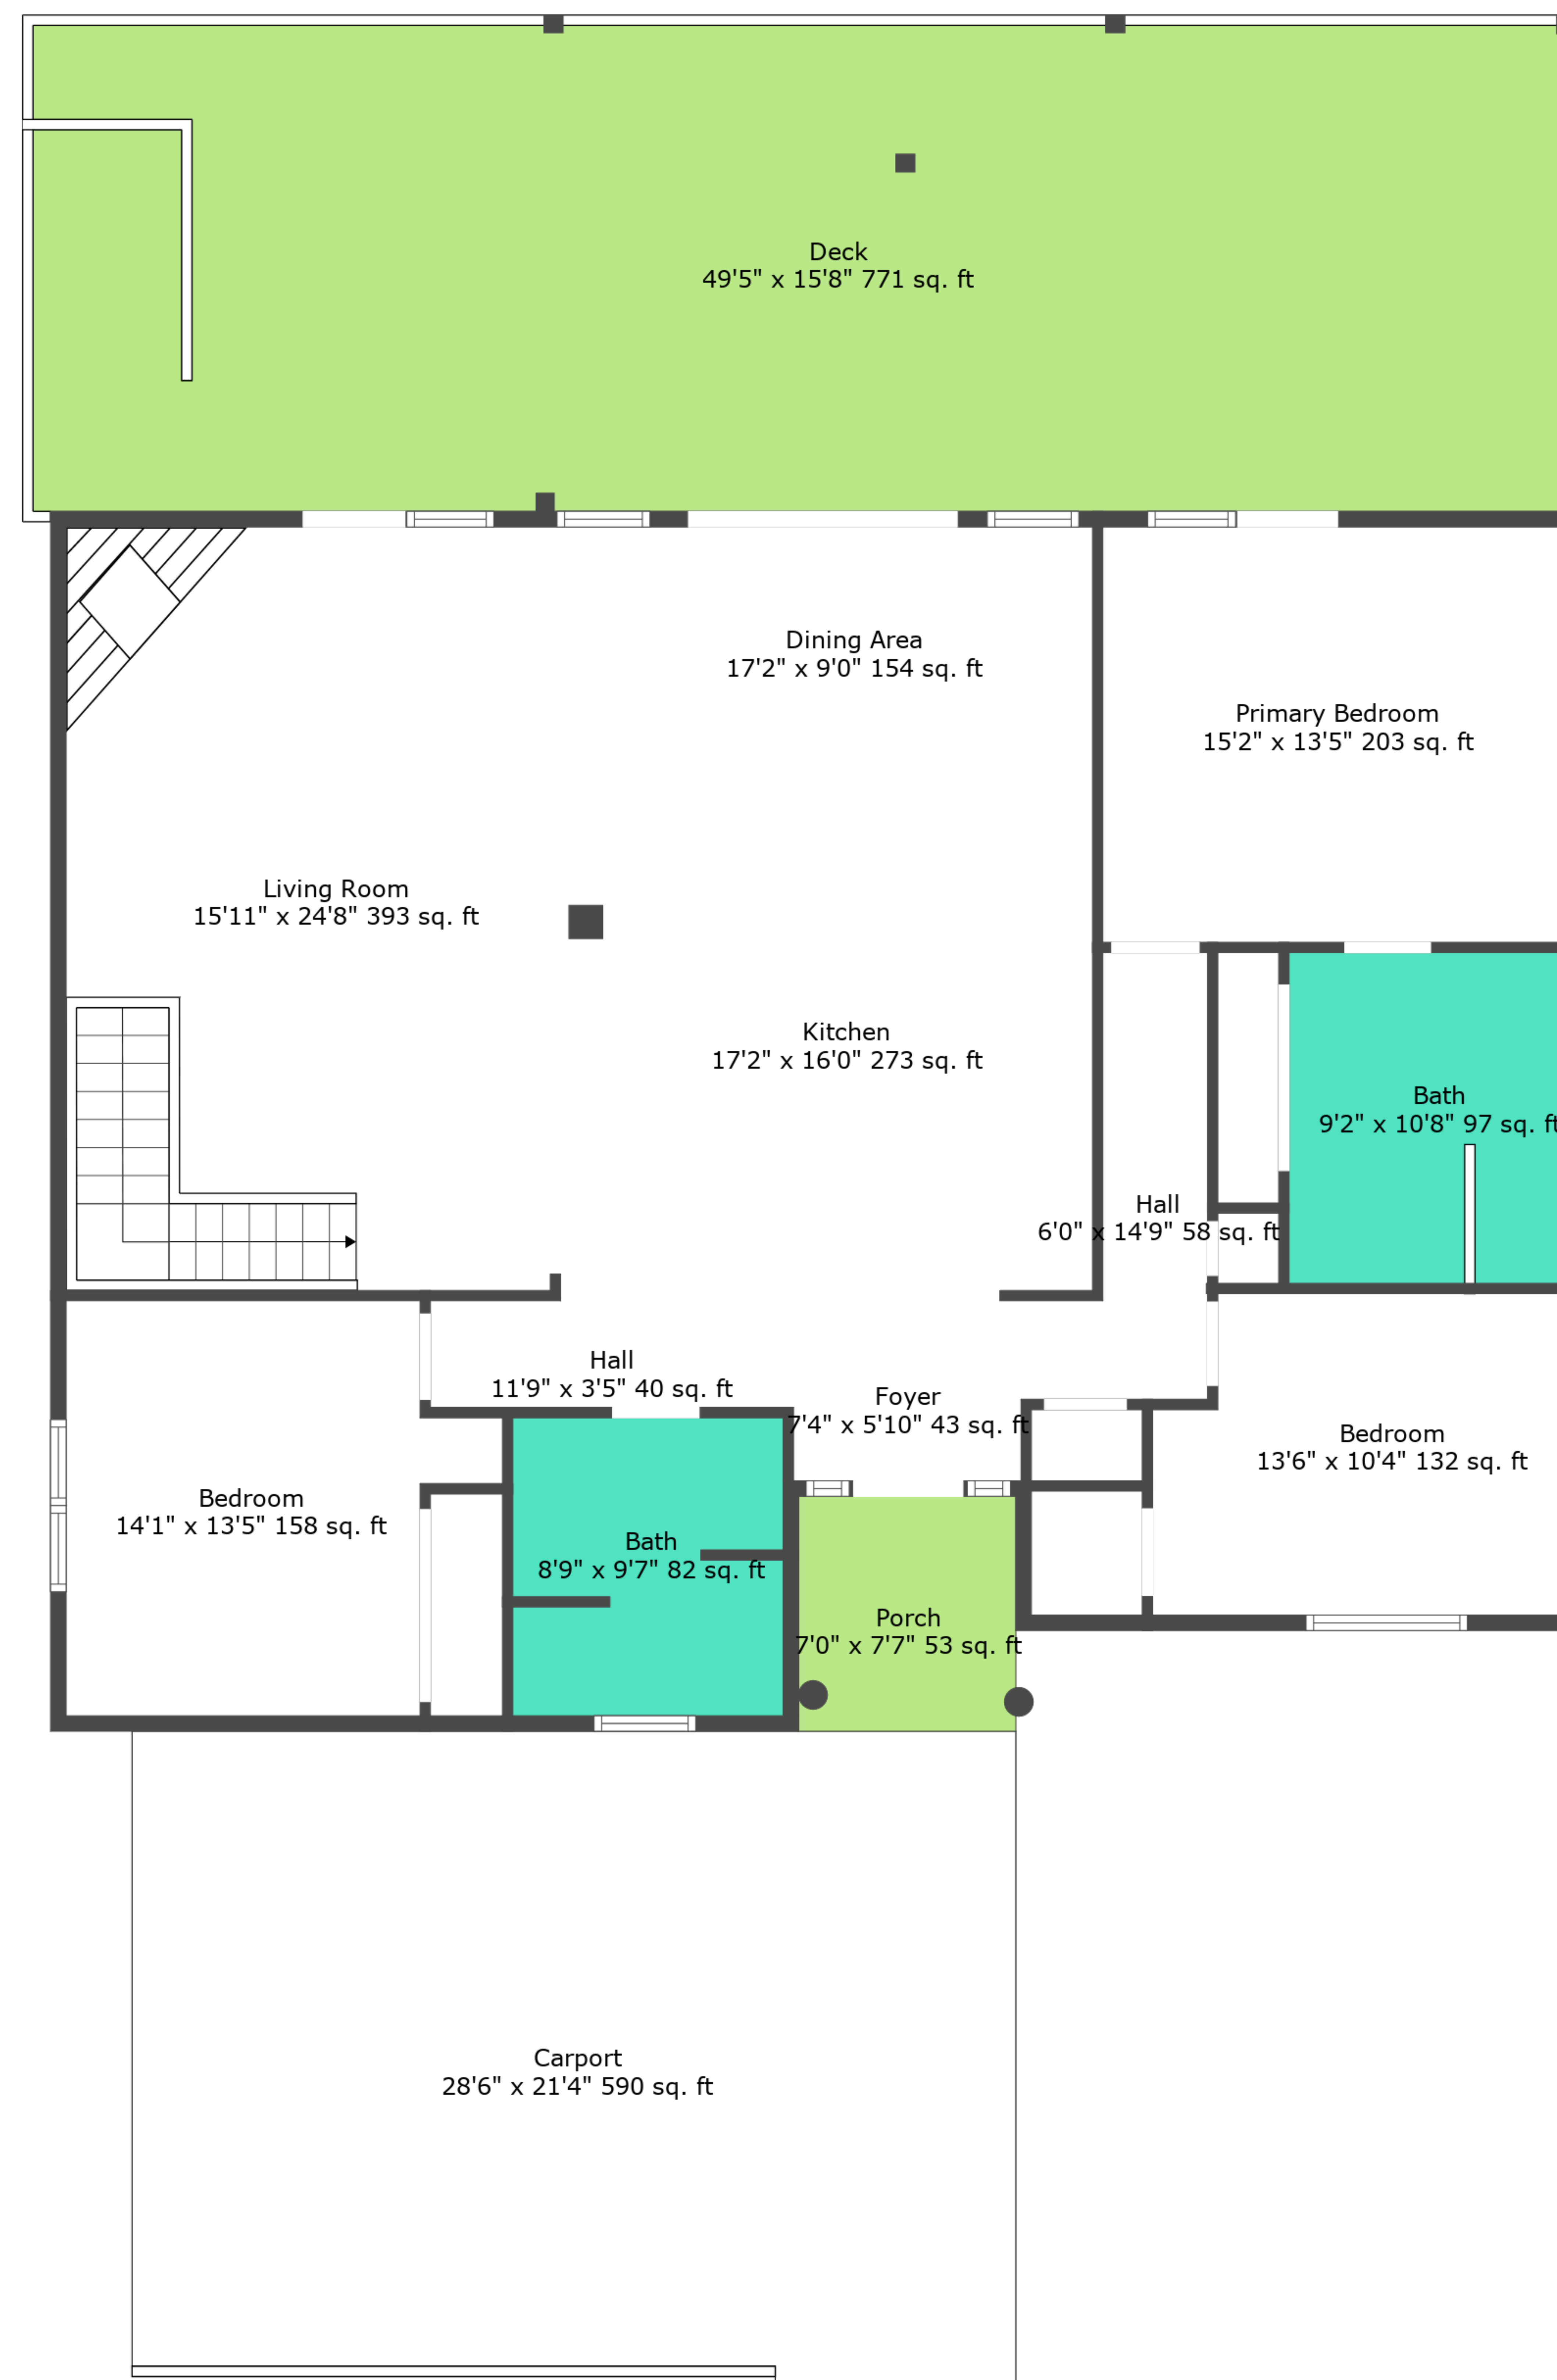 Deck
49'5" x 15'8" 771 sq. ft
Dining Area
17'2" x 9'0" 154 sq. ft
Primary Bedroom
15'2" x 13'5" 203 sq. ft
Living Room
15'11" x 24'8" 393 sq. ft
Kitchen
17'2" x 16'0" 273 sq. ft
Bath
9'2" x 10'8" 97 sq. ft
Hall
6'0" x 14'9" 58 sq. ft
Hall
11'9" x 3'5" 40 sq. ft
Foyer
7'4" x 5'10" 43 sq. ft
Bedroom
13'6" x 10'4" 132 sq. ft
Bedroom
14'1" x 13'5" 158 sq. ft
Bath
8'9" x 9'7" 82 sq. ft
Porch
7'0" x 7'7" 53 sq. ft
Carport
28'6" x 21'4" 590 sq. ft